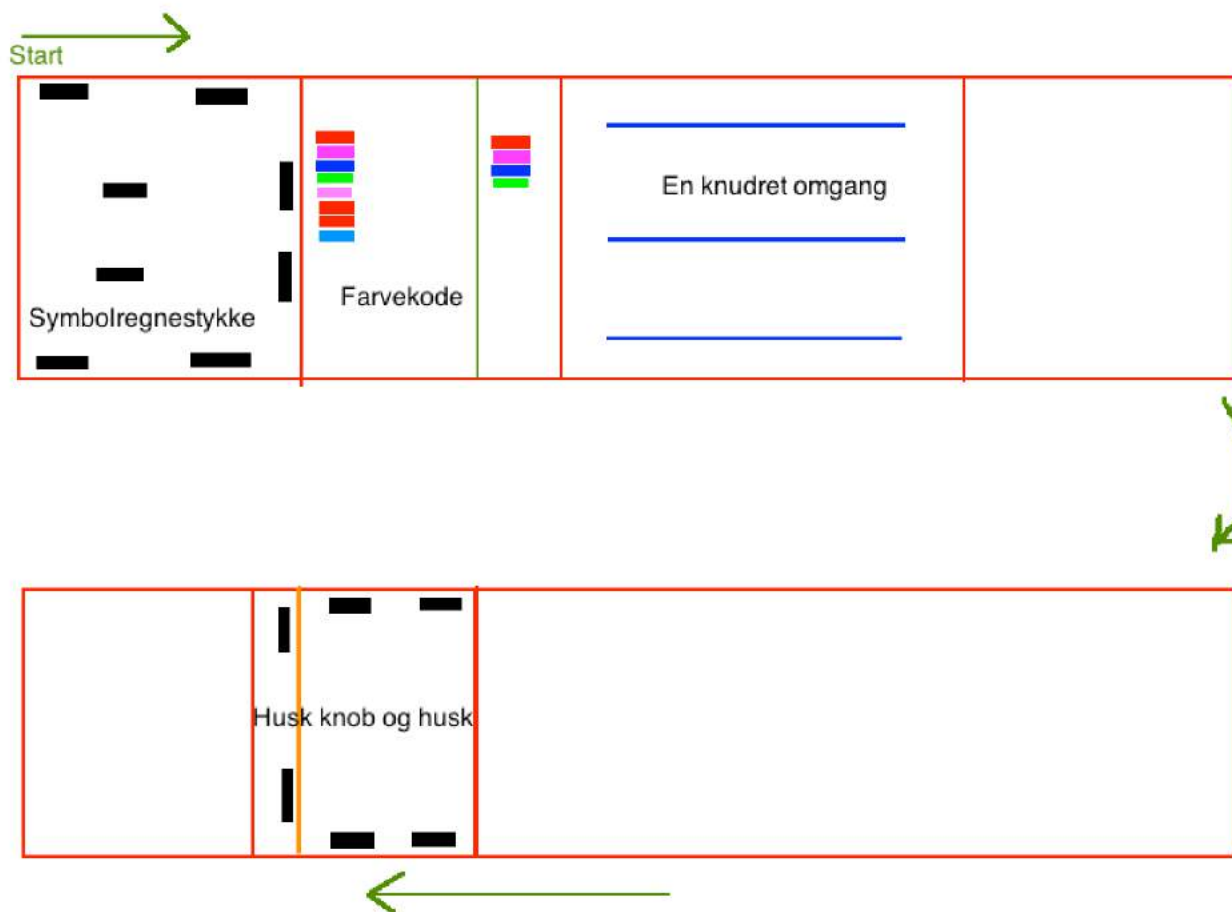 Start
En knudret omgang
Farvekode
Symbolregnestykke
Husk knob og husk